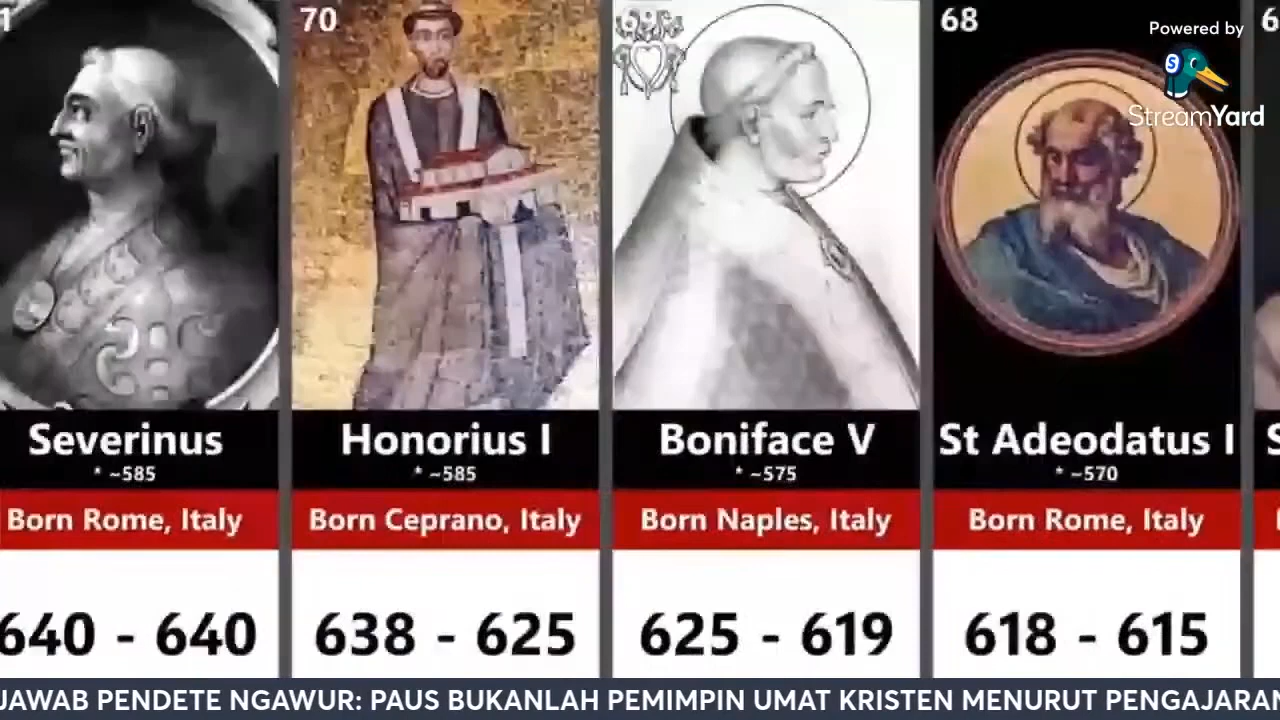 70
69
68
Powered by
StreamYard
Severinus
* ~585
Born Rome, Italy
640 - 640
Honorius I
* ~585
Born Ceprano, Italy
638 - 625
Boniface V
* ~575
Born Naples, Italy
625 - 619
St Adeodatus I
* ~570
Born Rome, Italy
618 - 615
JAWAB PENDETE NGAWUR: PAUS BUKANLAH PEMIMPIN UMAT KRISTEN MENURUT PENGAJARAN